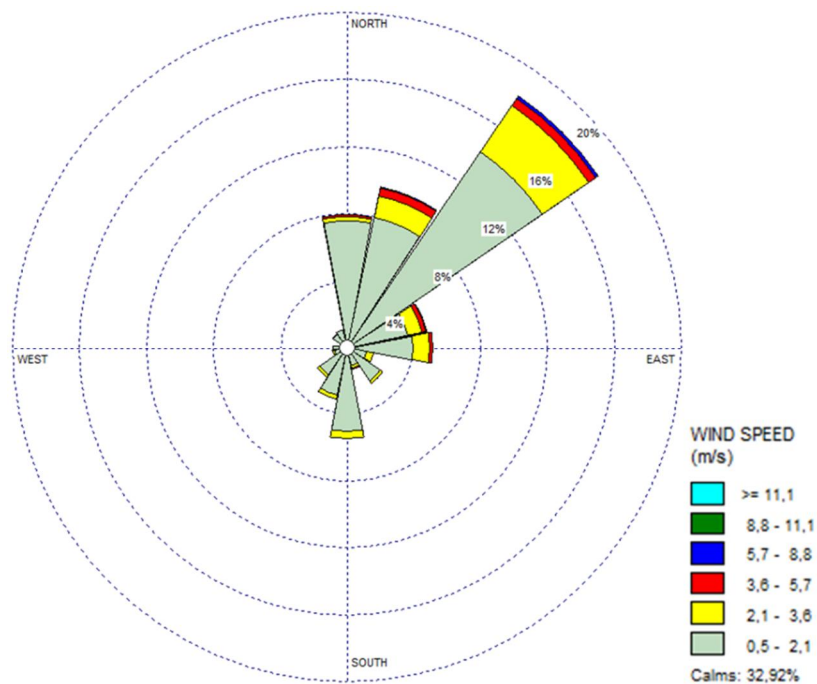 NORTH
20%
16%
12%
8%
4%
WEST
EAST
SOUTH
WIND SPEED
(m/s)
>= 11,1
8,8 - 11,1
5,7 - 8,8
3,6 - 5,7
2,1 - 3,6
0,5 - 2,1
Calms: 32,92%